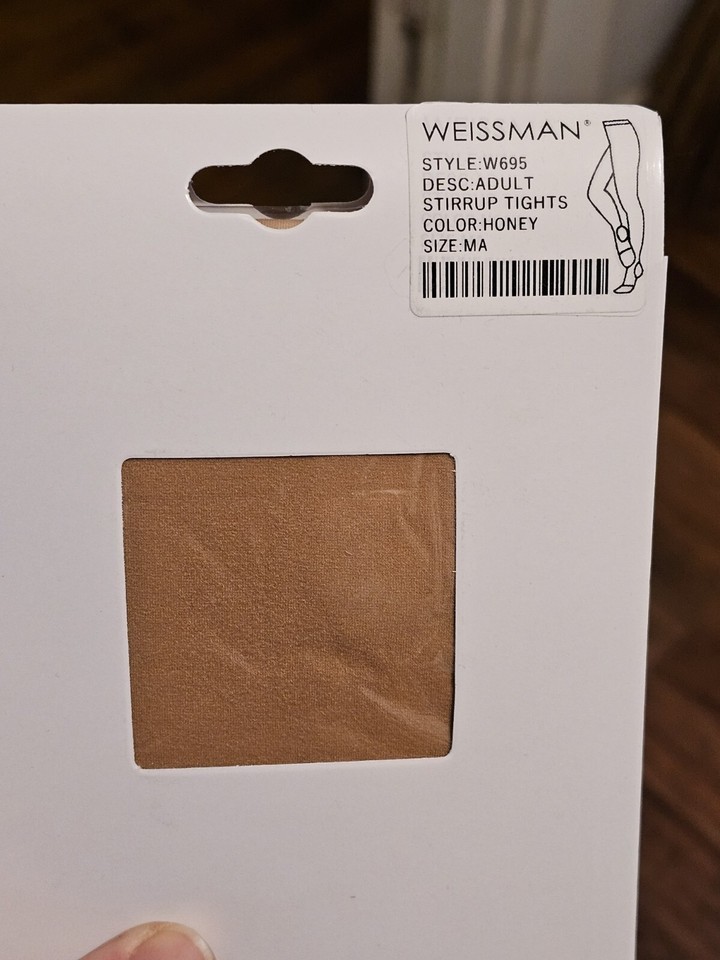 WEISSMAN®
STYLE:W695
DESC:ADULT
STIRRUP TIGHTS
COLOR:HONEY
SIZE:MA